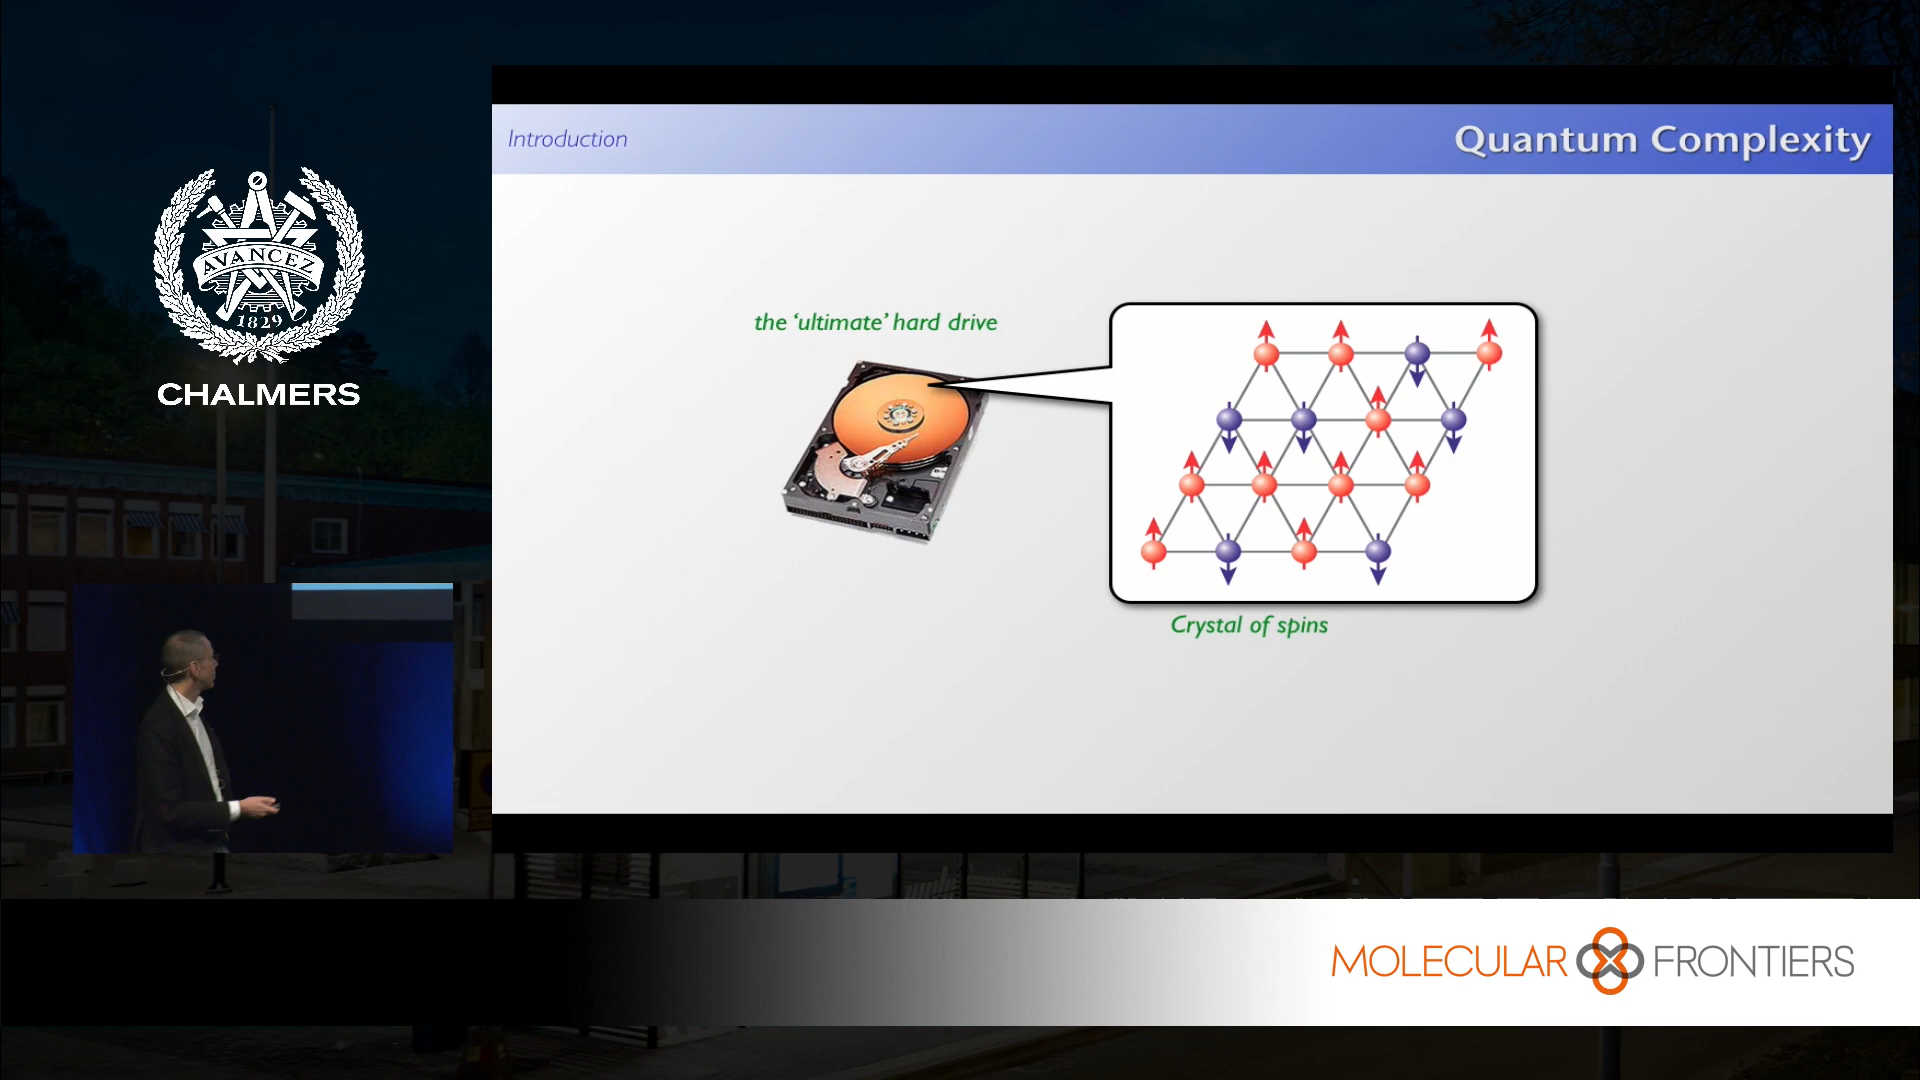 AVANCEZ
1829
CHALMERS
Introduction
Quantum Complexity
the ‘ultimate’ hard drive
Crystal of spins
MOLECULAR FRONTIERS